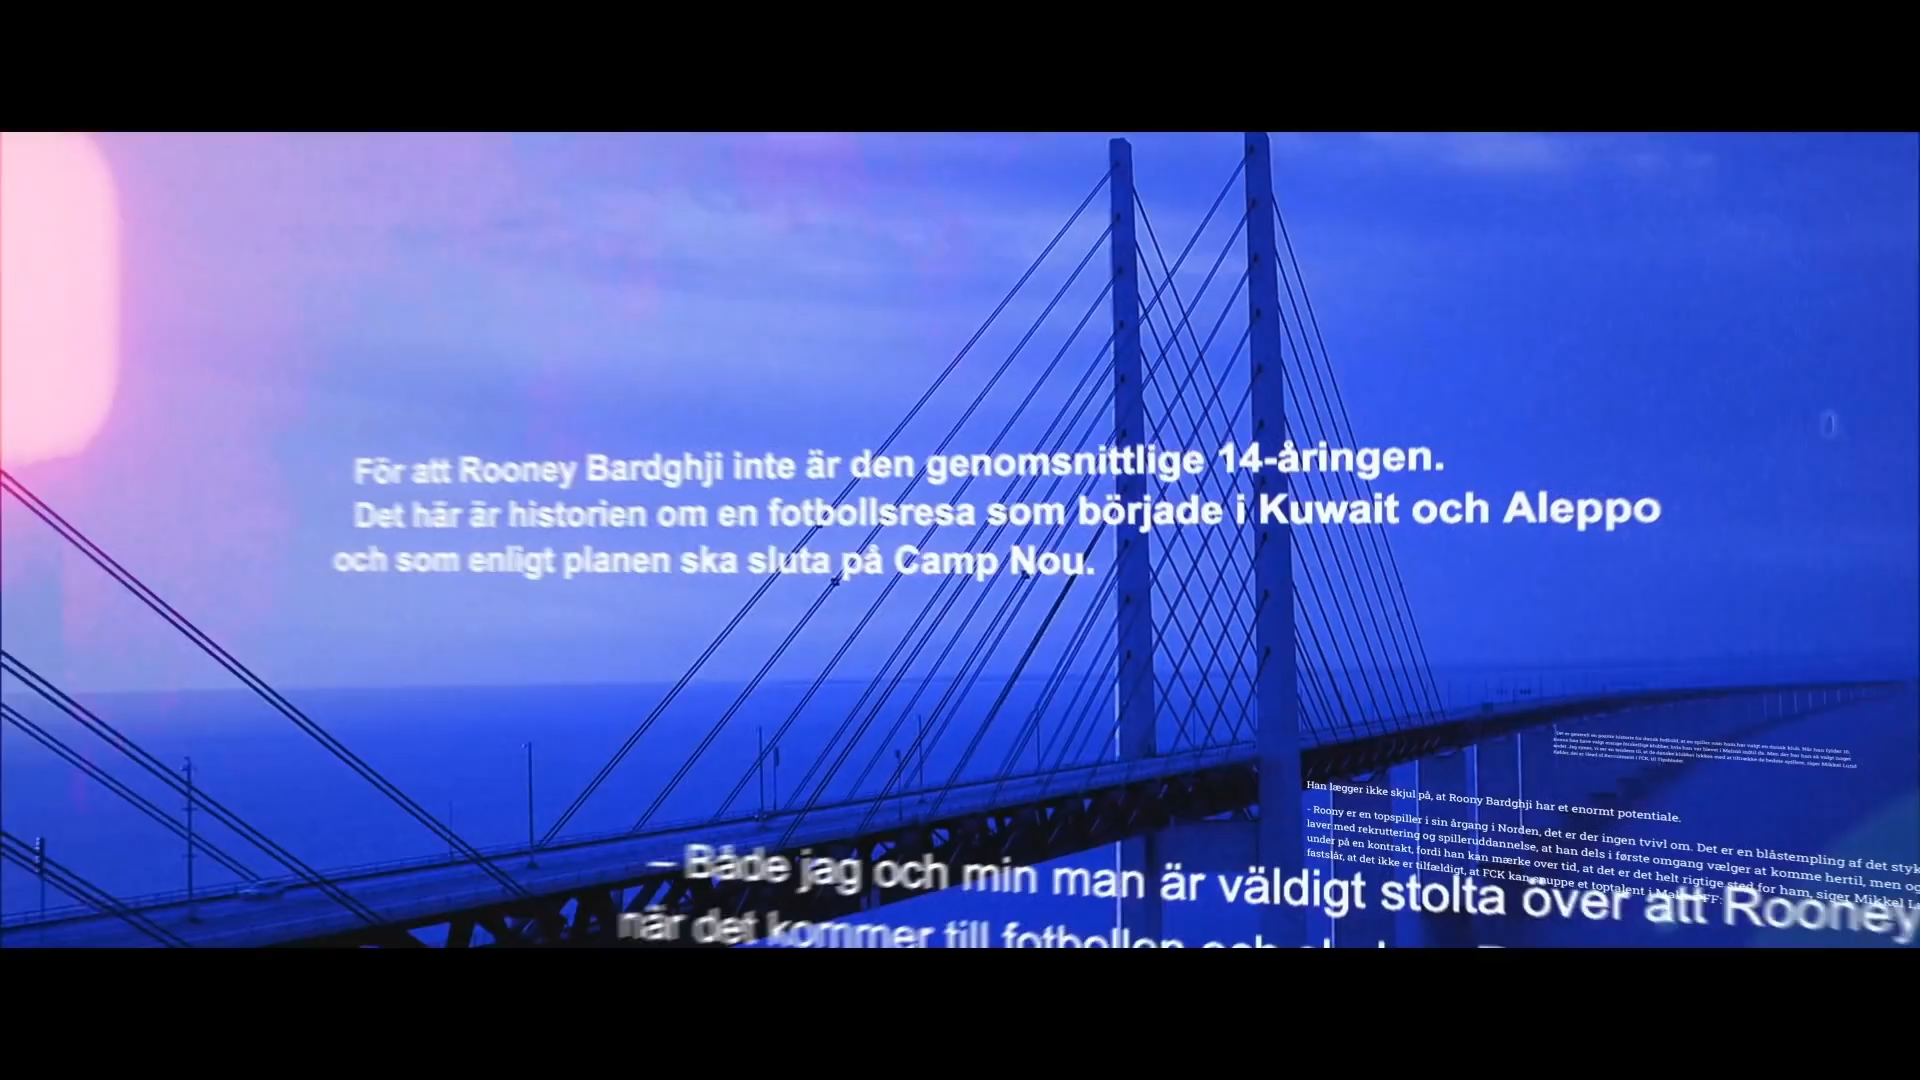 För att Rooney Bardghji inte är den genomsnittlige 14-åringen.
Det här är historien om en fotbollsresa som började i Kuwait och Aleppo
och som enligt planen ska sluta på Camp Nou.
Han lægger ikke skjul på, at Roony Bardghji har et enormt potentiale.
- Roony er en topspiller i sin årgang i Norden, det er der ingen tvivl om. Det er en blåstempling af det
laver med rekruttering og spilleruddannelse, at han dels i første omgang vælger at komme hertil, men
under på en kontrakt, fordi han kan mærke over tid, at det er det helt rigtige sted for ham, siger Mikkel
fastslår, at det ikke er tilfældigt, at FCK kan snuppe et toptalent i
– Både jag och min man är väldigt stolta över att Rooney
när det kommer till fotbollen och